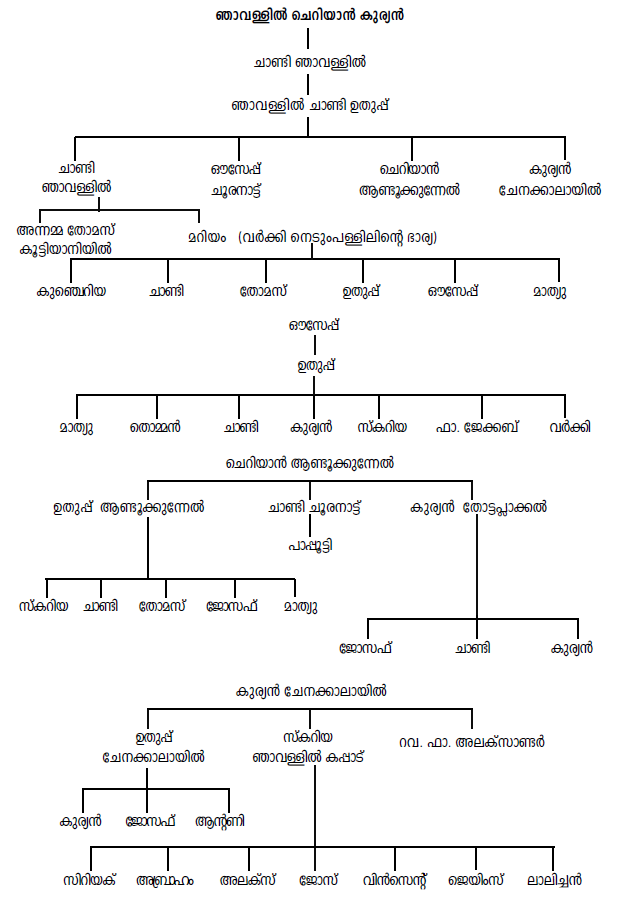 ഞാവള്ളിൽ ചെറിയാൻ കുര്യൻ
ചാണ്ടി ഞാവള്ളിൽ
ഞാവള്ളിൽ ചാണ്ടി ഉതുപ്പ്
ചാണ്ടി ഔസേപ്പ് ചെറിയാൻ കുര്യൻ
ഞാവള്ളിൽ ചൂരനാട്ട് ആണ്ടൂക്കുന്നേൽ ചേനക്കാലായിൽ
അന്നമ്മ തോമസ്
കൂട്ടിയാനിയിൽ
മറിയം (വർക്കി നെടുംപള്ളിലിന്റെ ഭാര്യ)
കുഞ്ചെറിയ ചാണ്ടി തോമസ് ഉതുപ്പ് ഔസേപ്പ് മാത്യു
ഔസേപ്പ്
ഉതുപ്പ്
മാത്യു തൊമ്മൻ ചാണ്ടി കുര്യൻ സ്കറിയ ഫാ. ജേക്കബ് വർക്കി
ചെറിയാൻ ആണ്ടൂക്കുന്നേൽ
ഉതുപ്പ് ആണ്ടൂക്കുന്നേൽ ചാണ്ടി ചൂരനാട്ട് കുര്യൻ തോട്ടപ്ലാക്കൽ
പാപ്പൂട്ടി
സ്കറിയ ചാണ്ടി തോമസ് ജോസഫ് മാത്യു
ജോസഫ് ചാണ്ടി കുര്യൻ
കുര്യൻ ചേനക്കാലായിൽ
ഉതുപ്പ് സ്കറിയ
ചേനക്കാലായിൽ ഞാവള്ളിൽ കപ്പാട് റവ. ഫാ. അലക്സാണ്ടർ
കുര്യൻ ജോസഫ് ആന്റണി
സിറിയക് അബ്രാഹം അലക്സ് ജോസ് വിൻസെന്റ് ജെയിംസ് ലാലിച്ചൻ